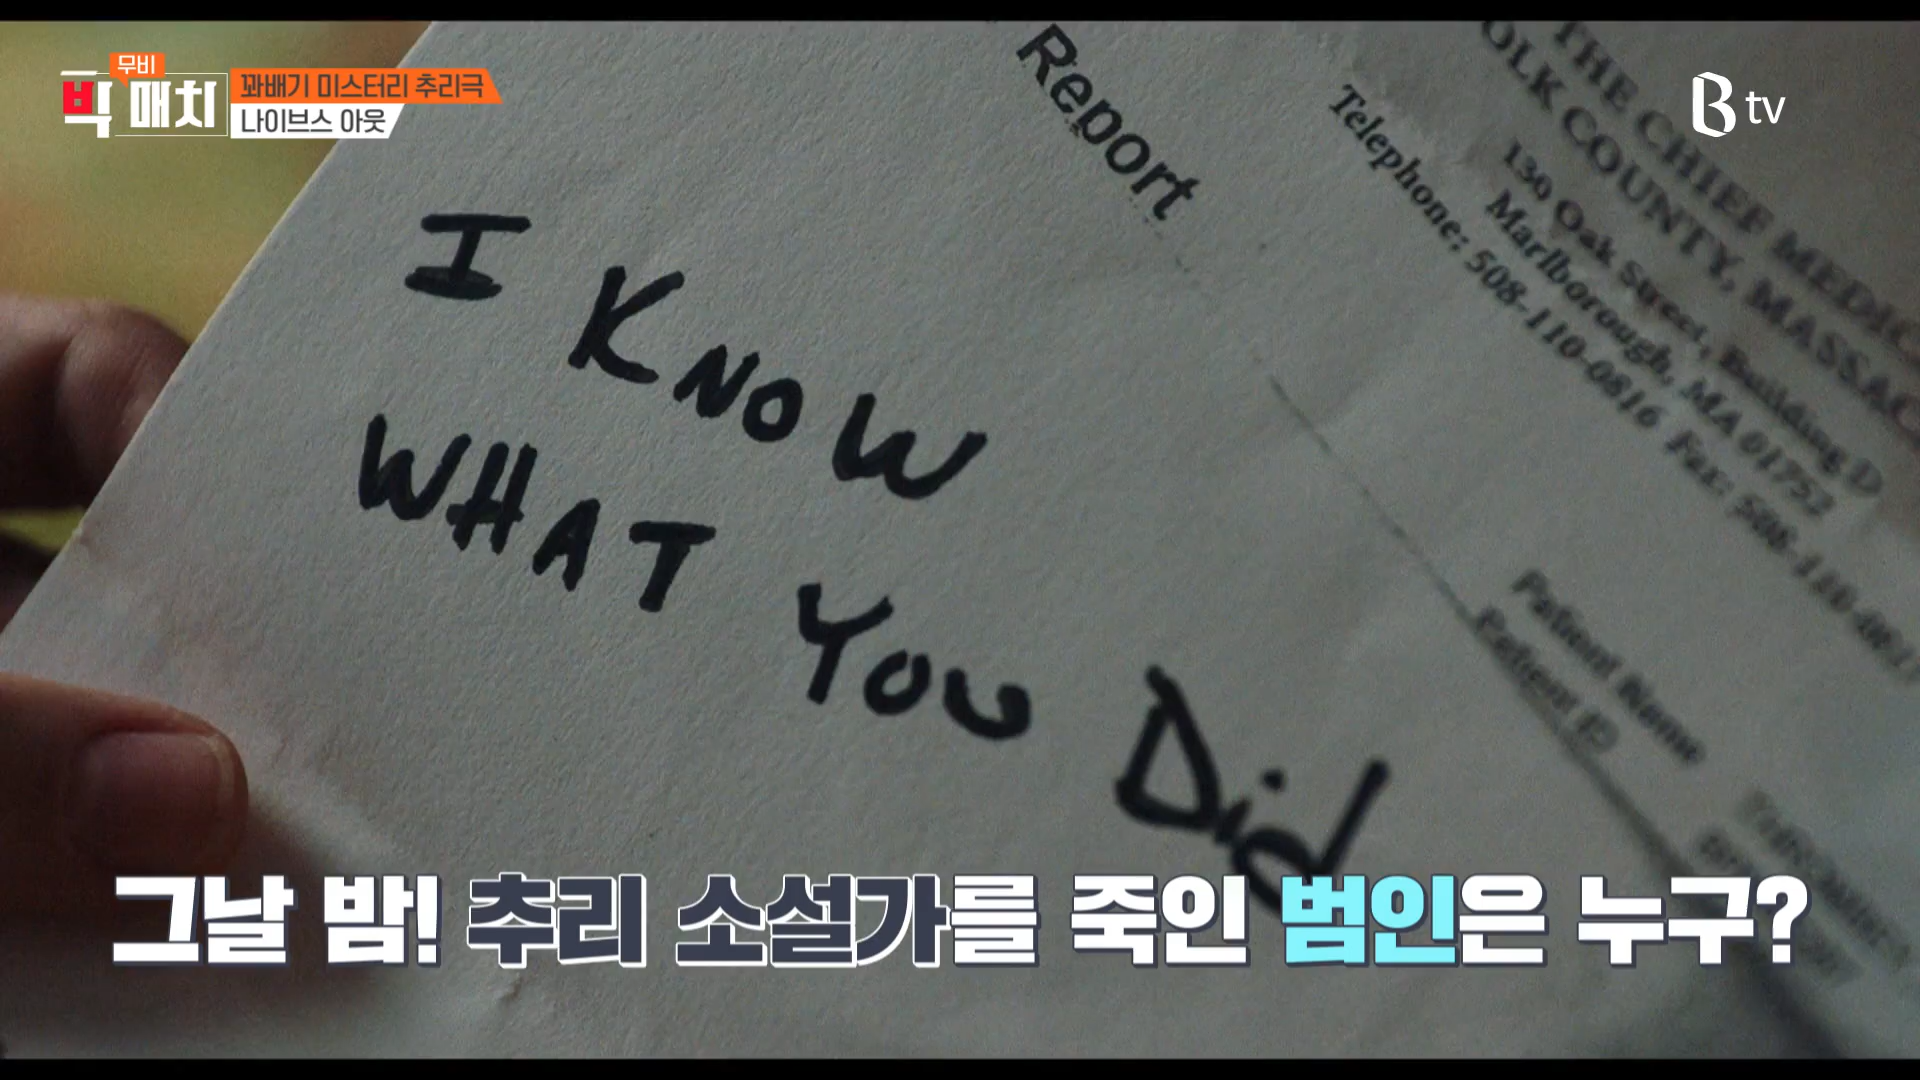 무비
빅 매치
꽈배기 미스터리 추리극
나이브스 아웃
B tv
Report
THE CHIEF
OLK COUNTY,
130 Oak Street, Building D
Marlborough, MA 01752
Telephone: 508-110-0816 Fax:
I KNOW
WHAT YOU Did
Patient Name
Patient ID
그날 밤! 추리 소설가를 죽인 범인은 누구?